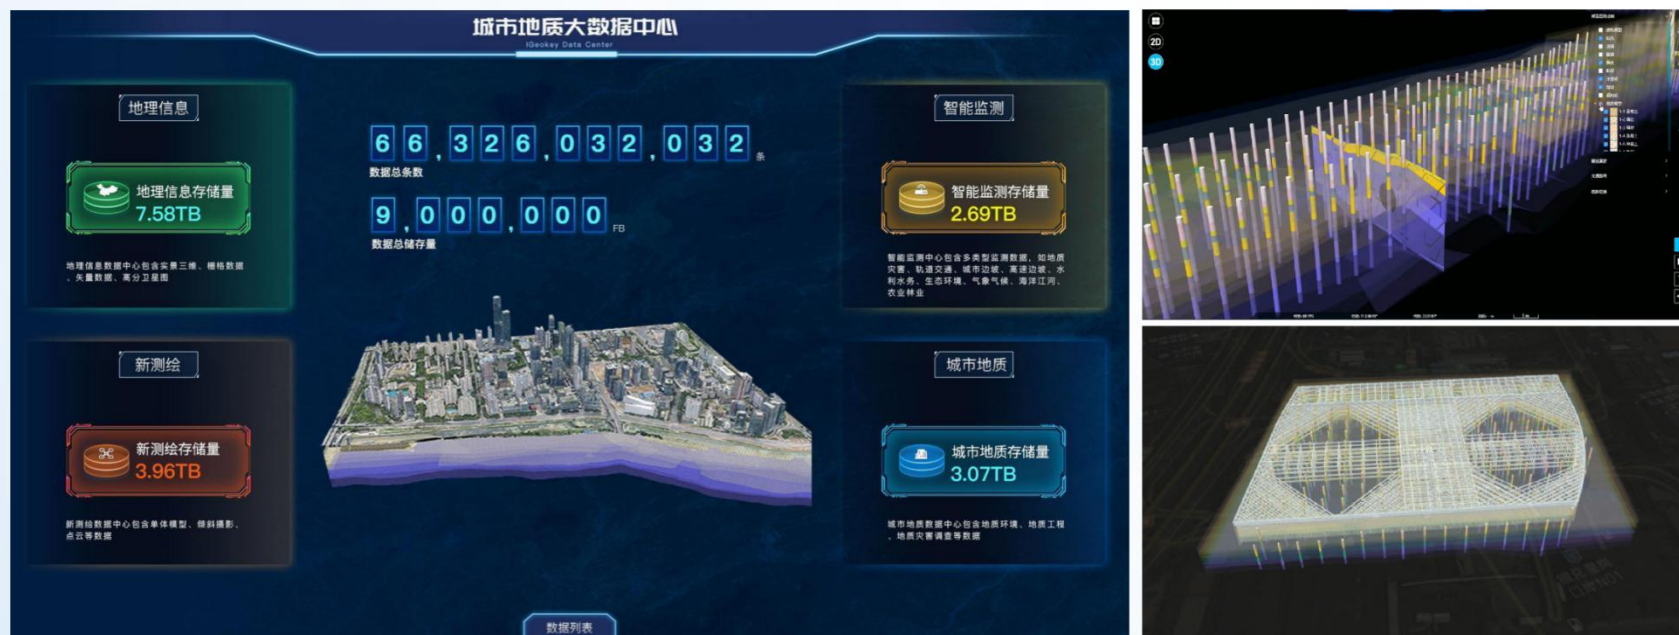 城市地质大数据中心
IGeokey Data Center
地理信息
地理信息存储量
7.58TB
地理信息数据中心包含实景三维、栅格数据
、矢量数据、高分卫星图
66,326,032,032 条
数据总条数
9,000,000 FB
数据总储存量
智能监测
智能监测存储量
2.69TB
智能监测中心包含多类型监测数据，如地质
灾害、轨道交通、城市边坡、高速边坡、水
利水务、生态环境、气象气候、海洋江河、
农业林业
新测绘
新测绘存储量
3.96TB
新测绘数据中心包含单体模型、倾斜摄影、
点云等数据
城市地质
城市地质存储量
3.07TB
城市地质数据中心包含地质环境、地质工程
、地质灾害调查等数据
数据列表
2D
3D